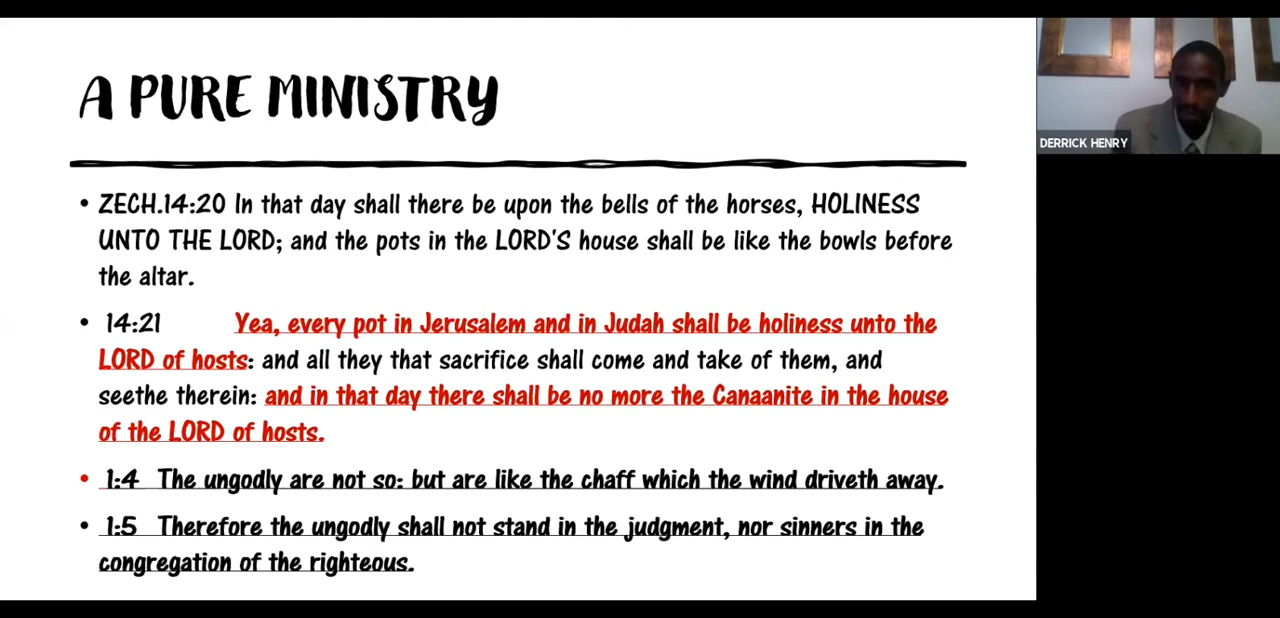 A PURE MINISTRY
DERRICK HENRY
• ZECH.14:20 In that day shall there be upon the bells of the horses, HOLINESS
UNTO THE LORD; and the pots in the LORD'S house shall be like the bowls before
the altar.
• 14:21 Yea, every pot in Jerusalem and in Judah shall be holiness unto the
LORD of hosts: and all they that sacrifice shall come and take of them, and
seethe therein: and in that day there shall be no more the Canaanite in the house
of the LORD of hosts.
• 1:4 The ungodly are not so: but are like the chaff which the wind driveth away.
• 1:5 Therefore the ungodly shall not stand in the judgment, nor sinners in the
congregation of the righteous.